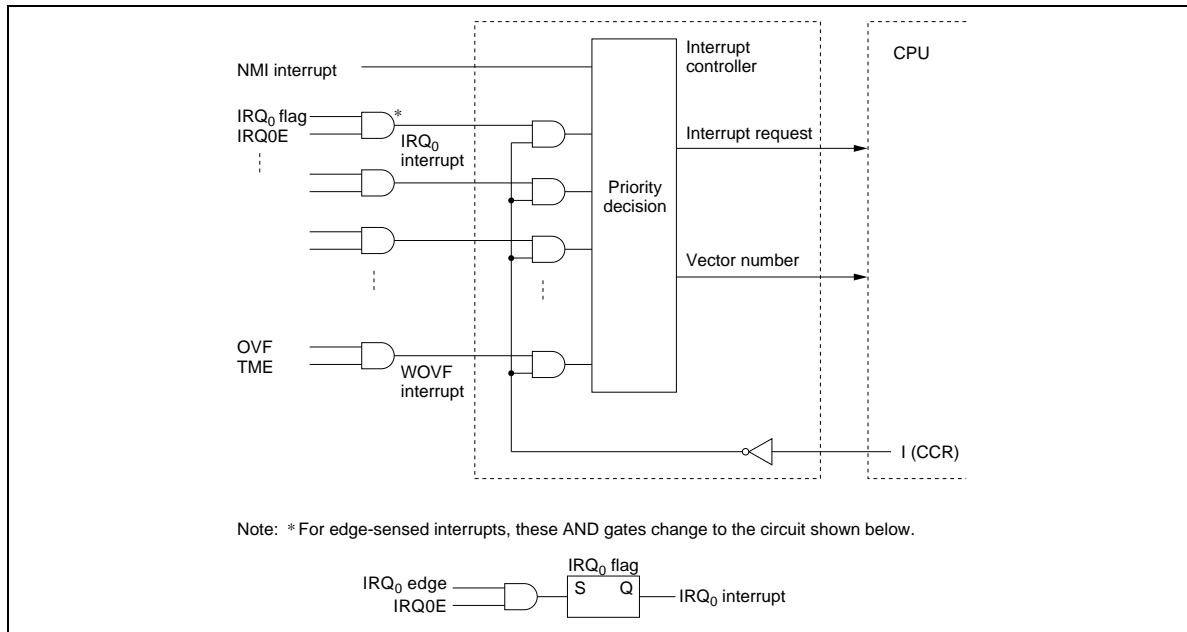 Interrupt
controller
CPU
NMI interrupt
IRQ₀ flag
IRQ0E
*
IRQ₀
interrupt
Interrupt request
Priority
decision
Vector number
OVF
TME
WOVF
interrupt
I (CCR)
Note: * For edge-sensed interrupts, these AND gates change to the circuit shown below.
IRQ₀ flag
IRQ₀ edge
IRQ0E
S Q
IRQ₀ interrupt